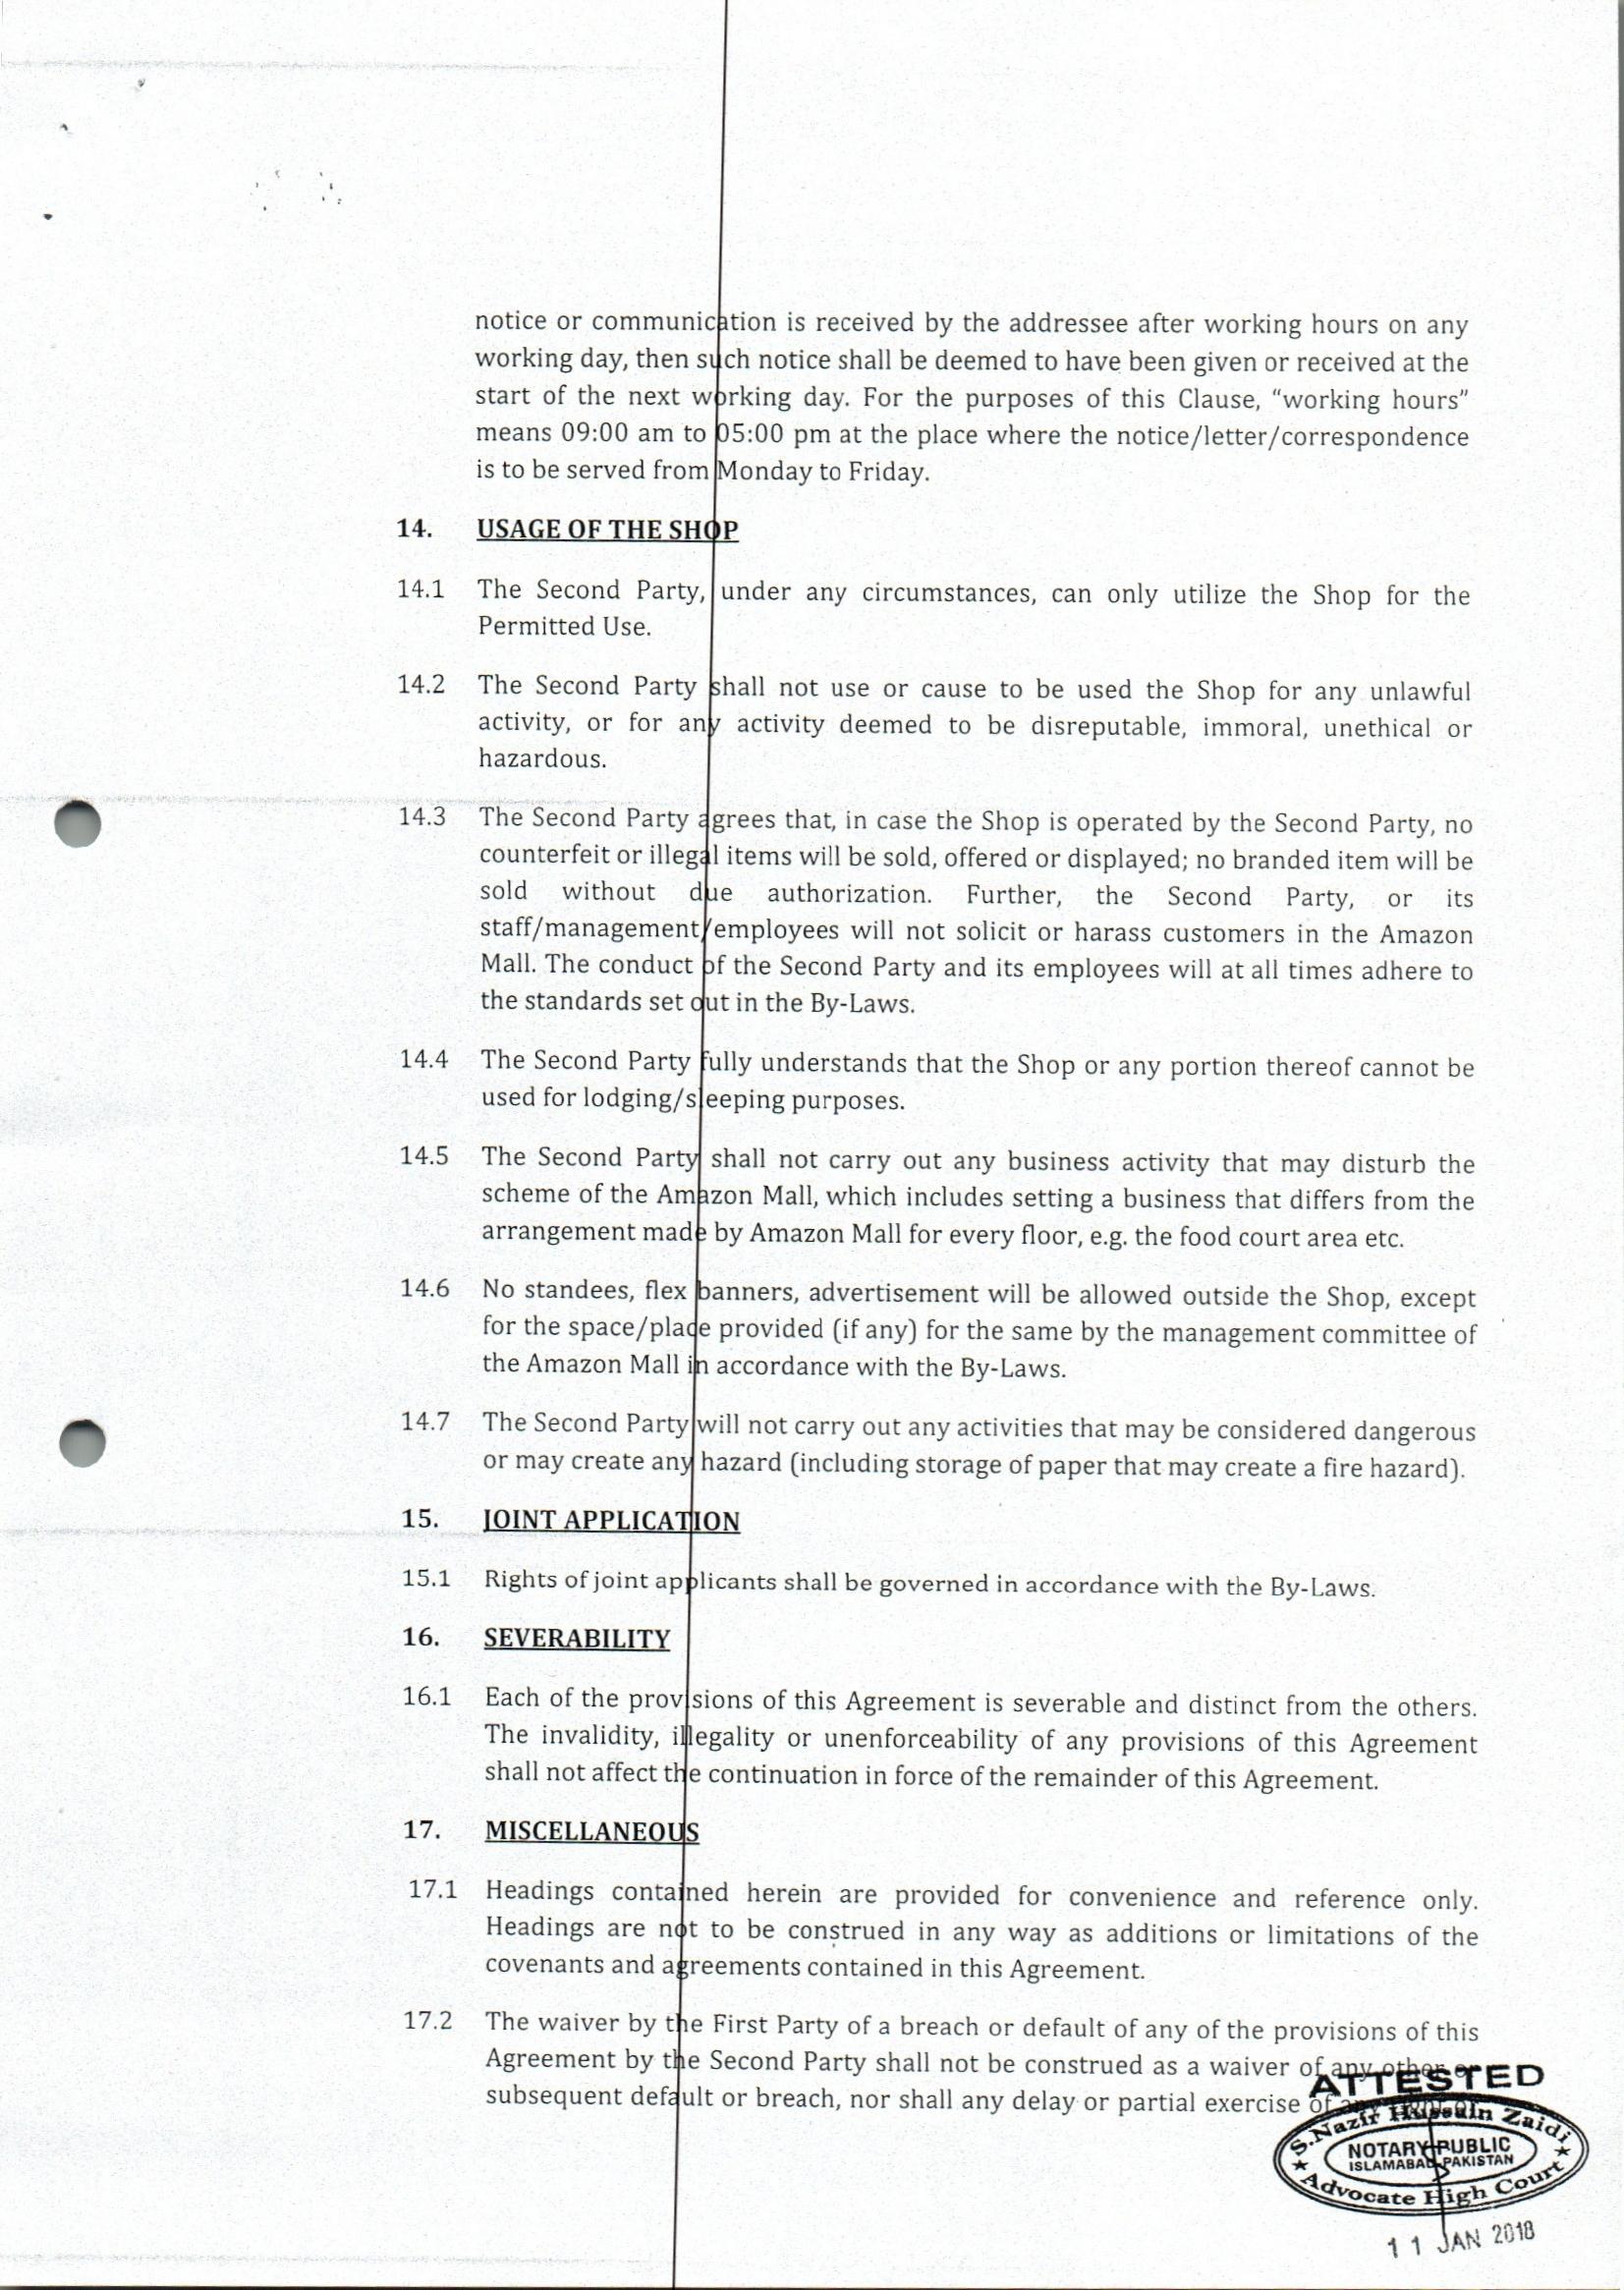 notice or communication is received by the addressee after working hours on any
working day, then such notice shall be deemed to have been given or received at the
start of the next working day. For the purposes of this Clause, “working hours”
means 09:00 am to 05:00 pm at the place where the notice/letter/correspondence
is to be served from Monday to Friday.
14. USAGE OF THE SHOP
14.1 The Second Party, under any circumstances, can only utilize the Shop for the
Permitted Use.
14.2 The Second Party shall not use or cause to be used the Shop for any unlawful
activity, or for any activity deemed to be disreputable, immoral, unethical or
hazardous.
14.3 The Second Party agrees that, in case the Shop is operated by the Second Party, no
counterfeit or illegal items will be sold, offered or displayed; no branded item will be
sold without due authorization. Further, the Second Party, or its
staff/management/employees will not solicit or harass customers in the Amazon
Mall. The conduct of the Second Party and its employees will at all times adhere to
the standards set out in the By-Laws.
14.4 The Second Party fully understands that the Shop or any portion thereof cannot be
used for lodging/sleeping purposes.
14.5 The Second Party shall not carry out any business activity that may disturb the
scheme of the Amazon Mall, which includes setting a business that differs from the
arrangement made by Amazon Mall for every floor, e.g. the food court area etc.
14.6 No standees, flex banners, advertisement will be allowed outside the Shop, except
for the space/place provided (if any) for the same by the management committee of
the Amazon Mall in accordance with the By-Laws.
14.7 The Second Party will not carry out any activities that may be considered dangerous
or may create any hazard (including storage of paper that may create a fire hazard).
15. JOINT APPLICATION
15.1 Rights of joint applicants shall be governed in accordance with the By-Laws.
16. SEVERABILITY
16.1 Each of the provisions of this Agreement is severable and distinct from the others.
The invalidity, illegality or unenforceability of any provisions of this Agreement
shall not affect the continuation in force of the remainder of this Agreement.
17. MISCELLANEOUS
17.1 Headings contained herein are provided for convenience and reference only.
Headings are not to be construed in any way as additions or limitations of the
covenants and agreements contained in this Agreement.
17.2 The waiver by the First Party of a breach or default of any of the provisions of this
Agreement by the Second Party shall not be construed as a waiver of any other
subsequent default or breach, nor shall any delay or partial exercise of
ATTESTED
S.Nazir Hussain Zaidi
NOTARY PUBLIC
ISLAMABAD PAKISTAN
Advocate High Court
11 JAN 2018